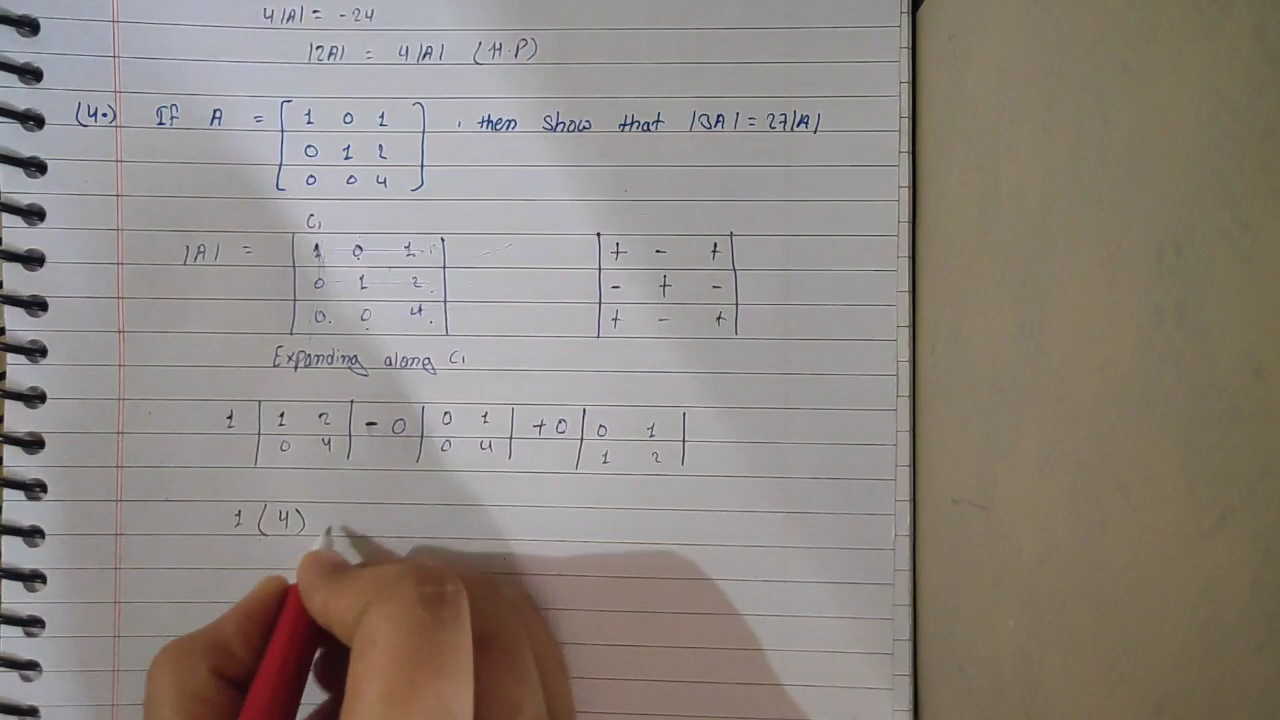 4|A| = -24
|2A| = 4|A| (H.P)
(4.) If A = [ 1 0 1 ] , then show that |3A| = 27|A|
0 1 2
0 0 4
C₁
|A| = | 1 0 1 | | + - + |
| 0 1 2 | | - + - |
| 0 0 4 | | + - + |
Expanding along C₁
1 | 1 2 | - 0 | 0 1 | + 0 | 0 1 |
| 0 4 | | 0 4 | | 1 2 |
1 (4)